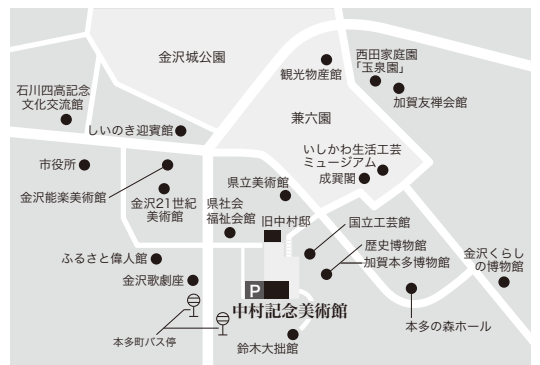 金沢城公園
西田家庭園
「玉泉園」
観光物産館
加賀友禅会館
石川四高記念
文化交流館
兼六園
しいのき迎賓館
いしかわ生活工芸
ミュージアム
市役所
成巽閣
県立美術館
金沢能楽美術館
金沢21世紀
美術館
県社会
福祉会館
旧中村邸
国立工芸館
歴史博物館
加賀本多博物館
金沢くらし
の博物館
ふるさと偉人館
金沢歌劇座
P
中村記念美術館
本多の森ホール
本多町バス停
鈴木大拙館